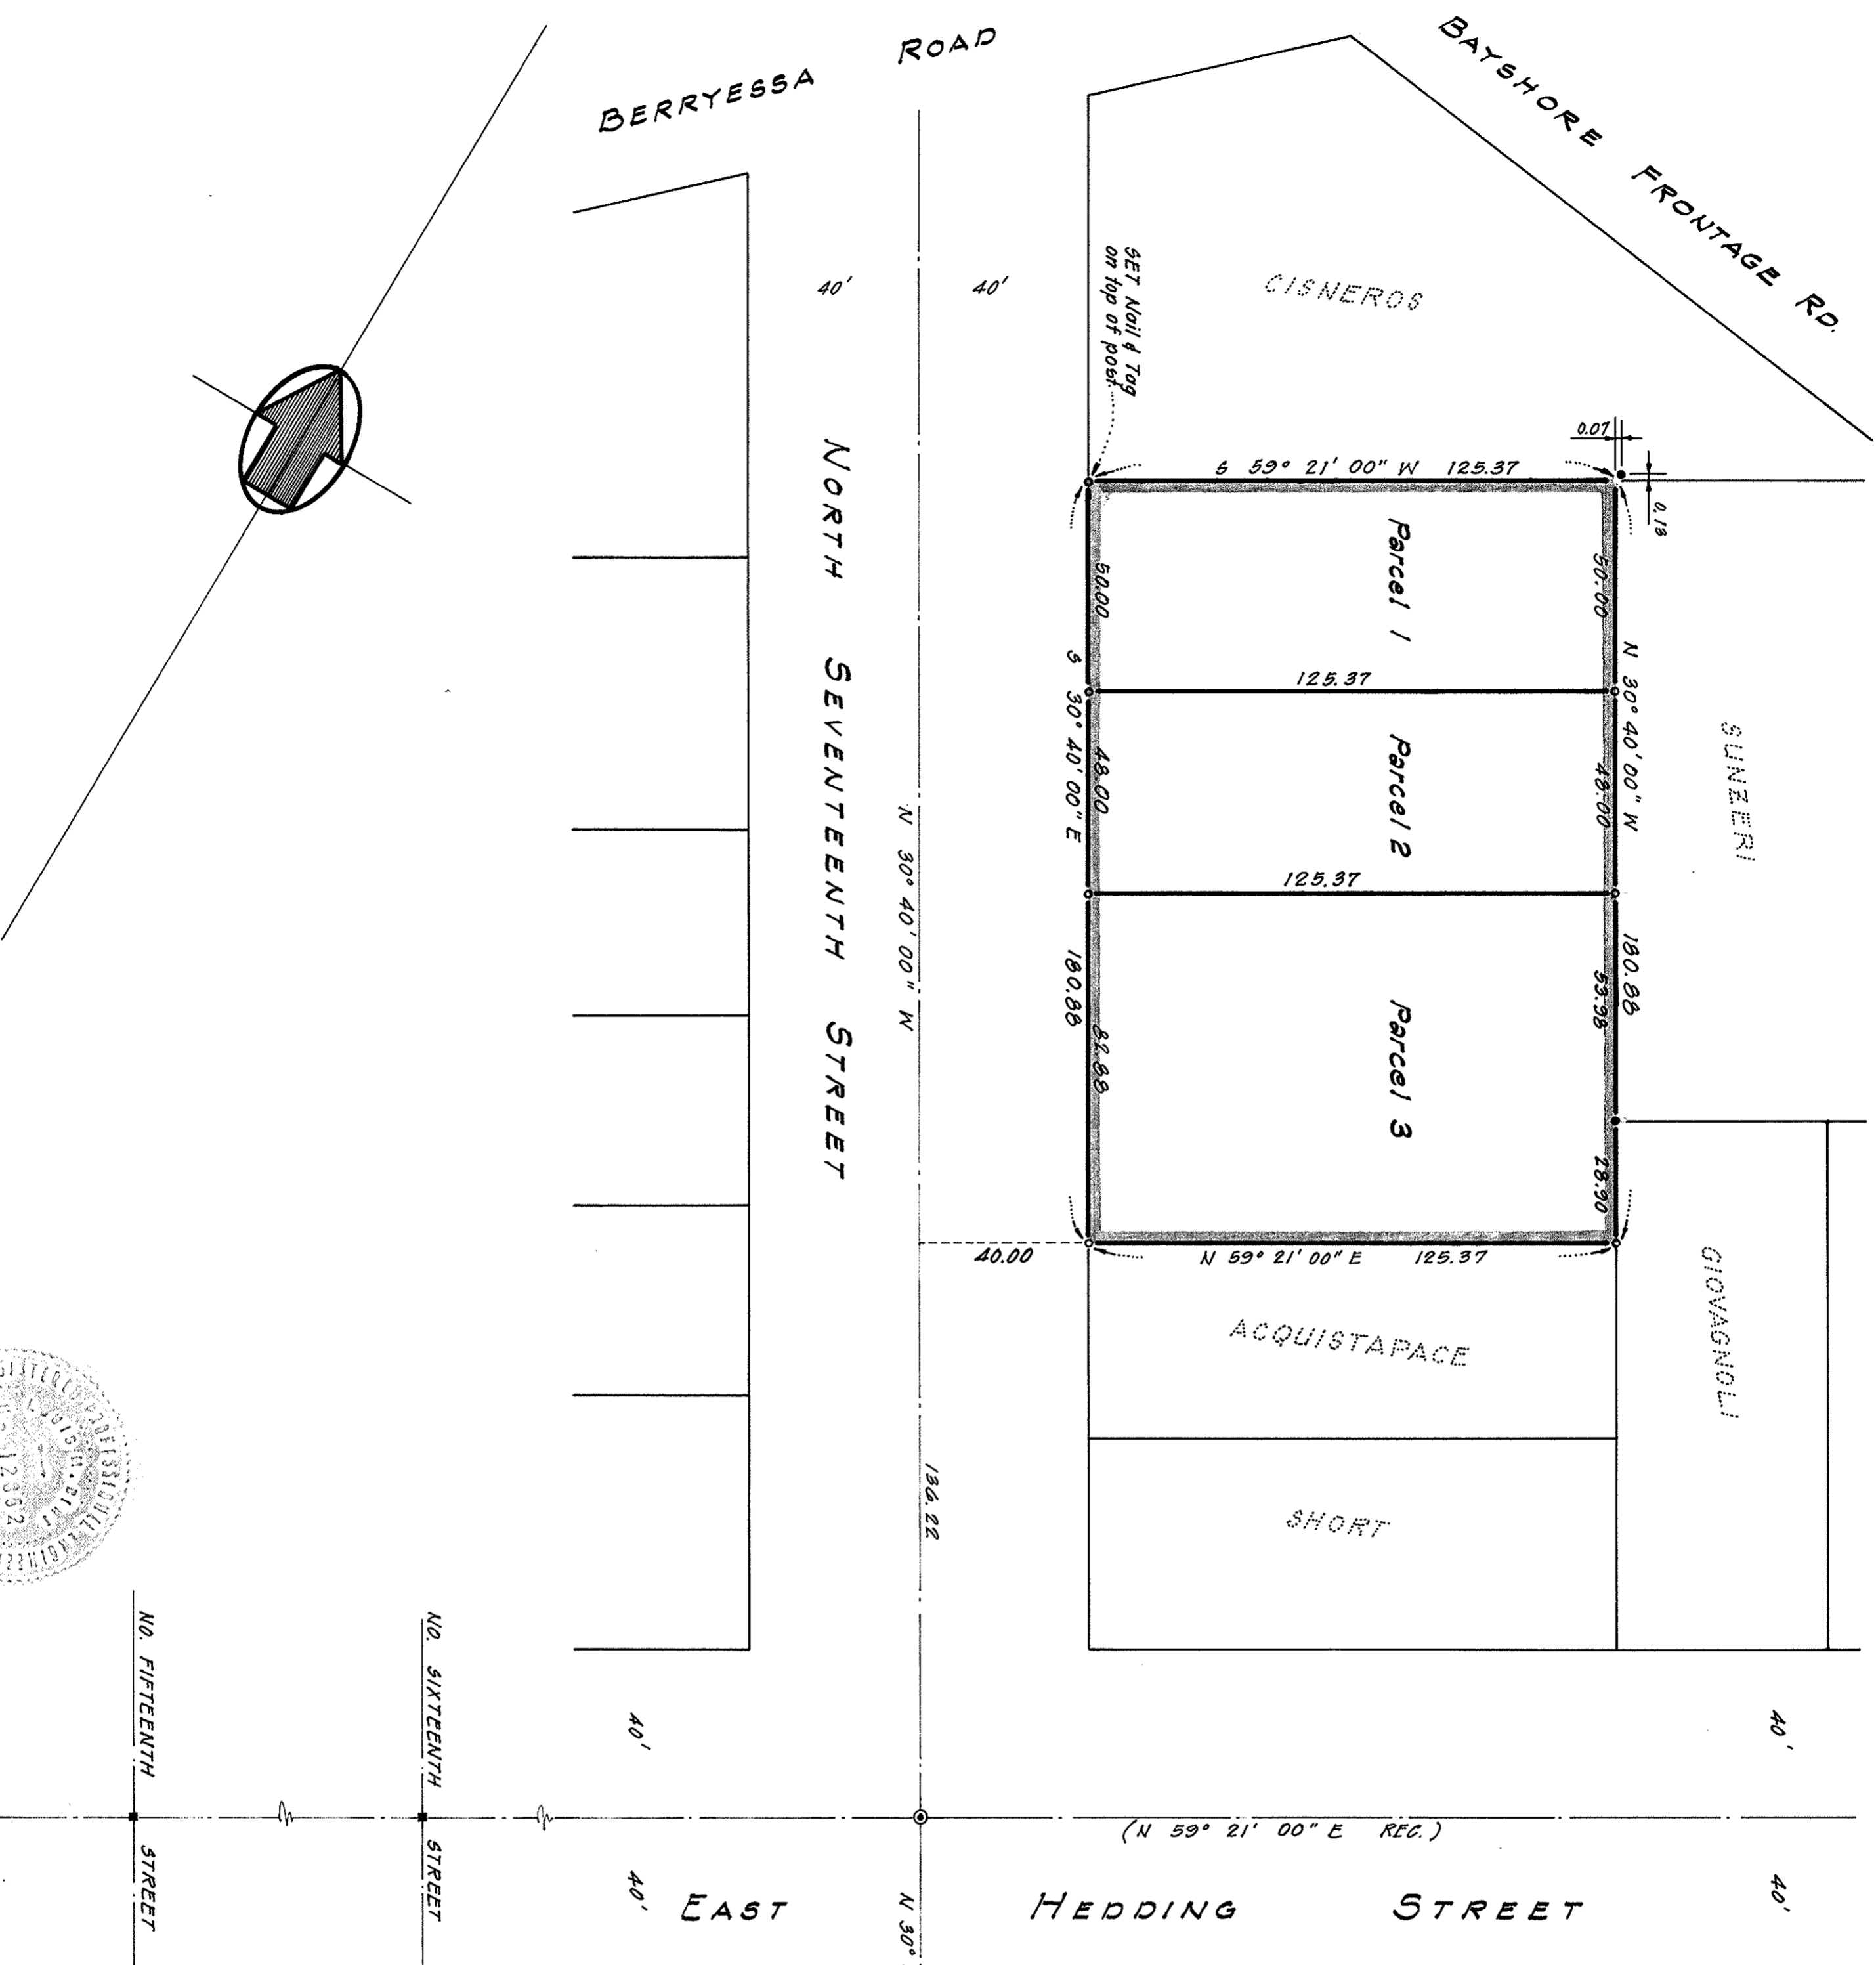 BERRYESSA ROAD
BAYSHORE FRONTAGE RD.
40'
40'
SET Nail & Tag
on top of post.
CISNEROS
0.07
0.13
S 59° 21' 00" W 125.37
NORTH SEVENTEENTH STREET
N 30° 40' 00" W
S 30° 40' 00" E
180.88
50.00
Parcel 1
50.00
N 30° 40' 00" W
180.88
125.37
48.00
Parcel 2
48.00
SUNZERI
125.37
82.88
Parcel 3
53.98
28.90
40.00
N 59° 21' 00" E 125.37
ACQUISTAPACE
GIOVAGNOLI
SHORT
136.22
NO. FIFTEENTH STREET
NO. SIXTEENTH STREET
40'
40'
(N 59° 21' 00" E REC.)
40'
40'
EAST HEDDING STREET
N 30°